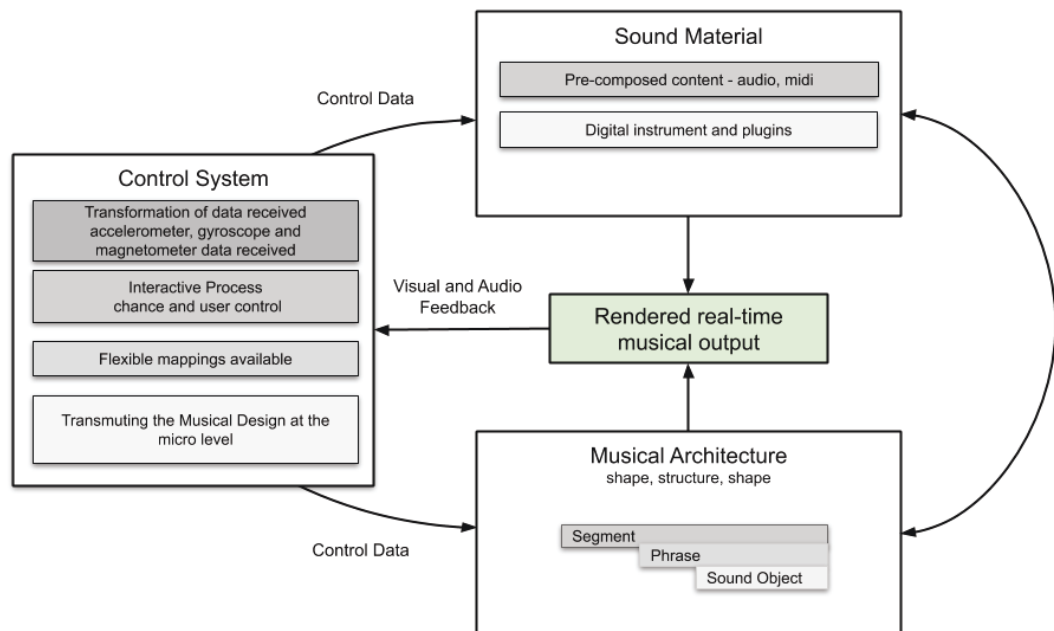 Sound Material
Pre-composed content - audio, midi
Digital instrument and plugins
Control Data
Control System
Transformation of data received
accelerometer, gyroscope and
magnetometer data received
Interactive Process
chance and user control
Flexible mappings available
Transmuting the Musical Design at the
micro level
Visual and Audio
Feedback
Rendered real-time
musical output
Musical Architecture
shape, structure, shape
Segment
Phrase
Sound Object
Control Data